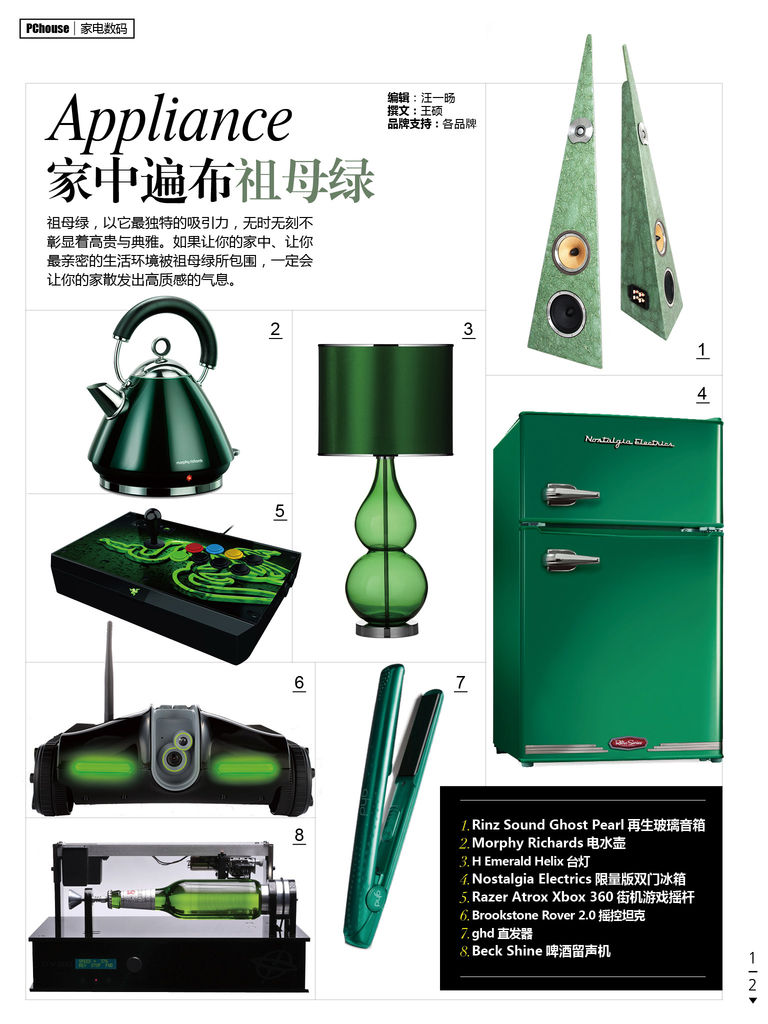 PChouse | 家电数码
Appliance
家中遍布祖母绿
编辑：汪一旸
撰文：王硕
品牌支持：各品牌
祖母绿，以它最独特的吸引力，无时无刻不
彰显着高贵与典雅。如果让你的家中、让你
最亲密的生活环境被祖母绿所包围，一定会
让你的家散发出高质感的气息。
1
2
morphy richards
3
4
Nostalgia Electrics
Retro Series
5
6
7
ghd
8
1.Rinz Sound Ghost Pearl 再生玻璃音箱
2.Morphy Richards 电水壶
3.H Emerald Helix 台灯
4.Nostalgia Electrics 限量版双门冰箱
5.Razer Atrox Xbox 360 街机游戏摇杆
6.Brookstone Rover 2.0 摇控坦克
7.ghd 直发器
8.Beck Shine 啤酒留声机
1
2